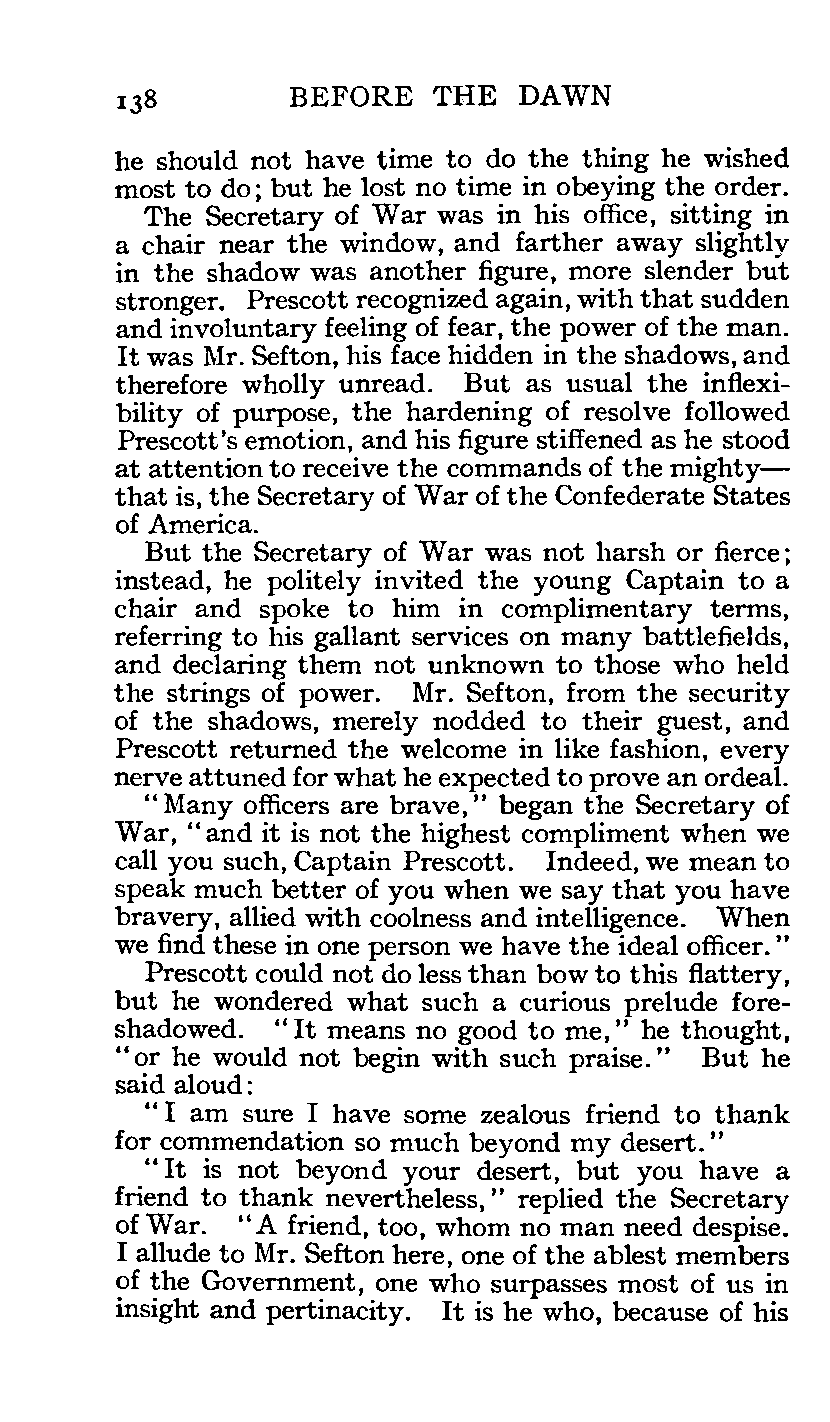 138 BEFORE THE DAWN
he should not have time to do the thing he wished
most to do; but he lost no time in obeying the order.
The Secretary of War was in his office, sitting in
a chair near the window, and farther away slightly
in the shadow was another figure, more slender but
stronger. Prescott recognized again, with that sudden
and involuntary feeling of fear, the power of the man.
It was Mr. Sefton, his face hidden in the shadows, and
therefore wholly unread. But as usual the inflexi-
bility of purpose, the hardening of resolve followed
Prescott's emotion, and his figure stiffened as he stood
at attention to receive the commands of the mighty—
that is, the Secretary of War of the Confederate States
of America.
But the Secretary of War was not harsh or fierce;
instead, he politely invited the young Captain to a
chair and spoke to him in complimentary terms,
referring to his gallant services on many battlefields,
and declaring them not unknown to those who held
the strings of power. Mr. Sefton, from the security
of the shadows, merely nodded to their guest, and
Prescott returned the welcome in like fashion, every
nerve attuned for what he expected to prove an ordeal.
"Many officers are brave," began the Secretary of
War, "and it is not the highest compliment when we
call you such, Captain Prescott. Indeed, we mean to
speak much better of you when we say that you have
bravery, allied with coolness and intelligence. When
we find these in one person we have the ideal officer."
Prescott could not do less than bow to this flattery,
but he wondered what such a curious prelude fore-
shadowed. "It means no good to me," he thought,
"or he would not begin with such praise." But he
said aloud:
"I am sure I have some zealous friend to thank
for commendation so much beyond my desert."
"It is not beyond your desert, but you have a
friend to thank nevertheless," replied the Secretary
of War. "A friend, too, whom no man need despise.
I allude to Mr. Sefton here, one of the ablest members
of the Government, one who surpasses most of us in
insight and pertinacity. It is he who, because of his